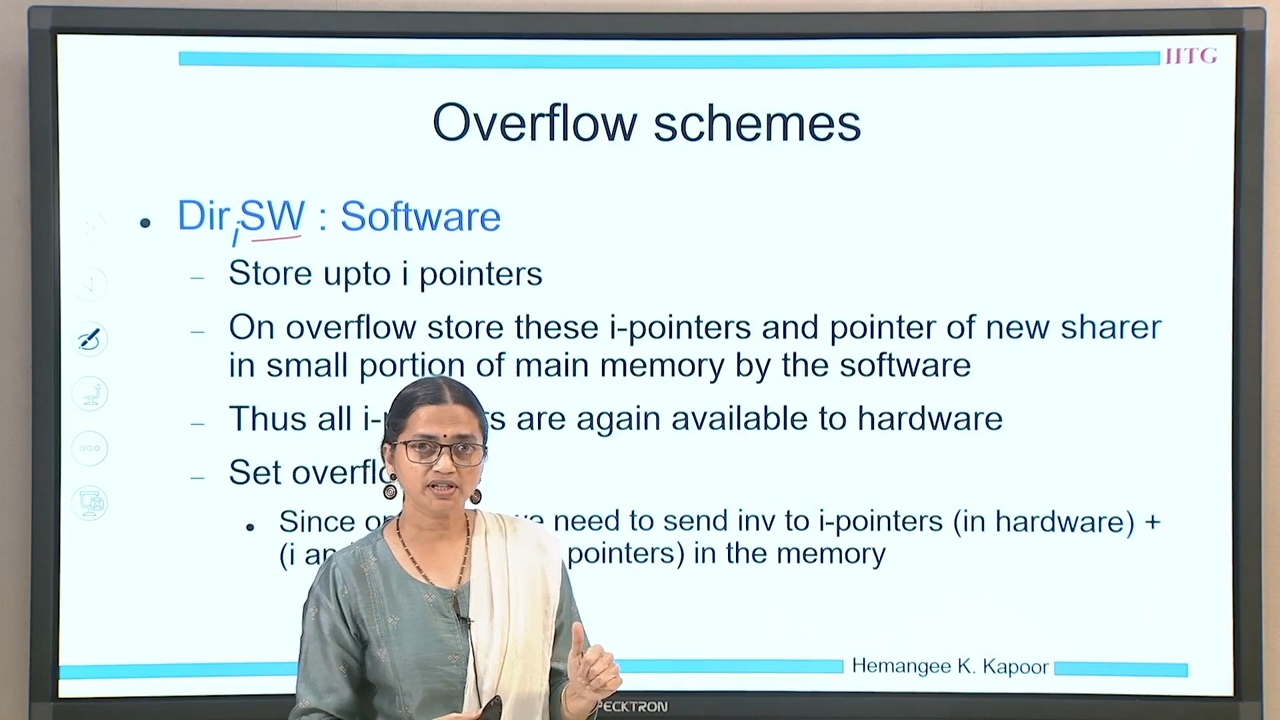 IITG
Overflow schemes
• Dir i SW : Software
– Store upto i pointers
– On overflow store these i-pointers and pointer of new sharer
in small portion of main memory by the software
– Thus all i- are again available to hardware
– Set
• Since need to send inv to i-pointers (in hardware) +
(i pointers) in the memory
Hemangee K. Kapoor